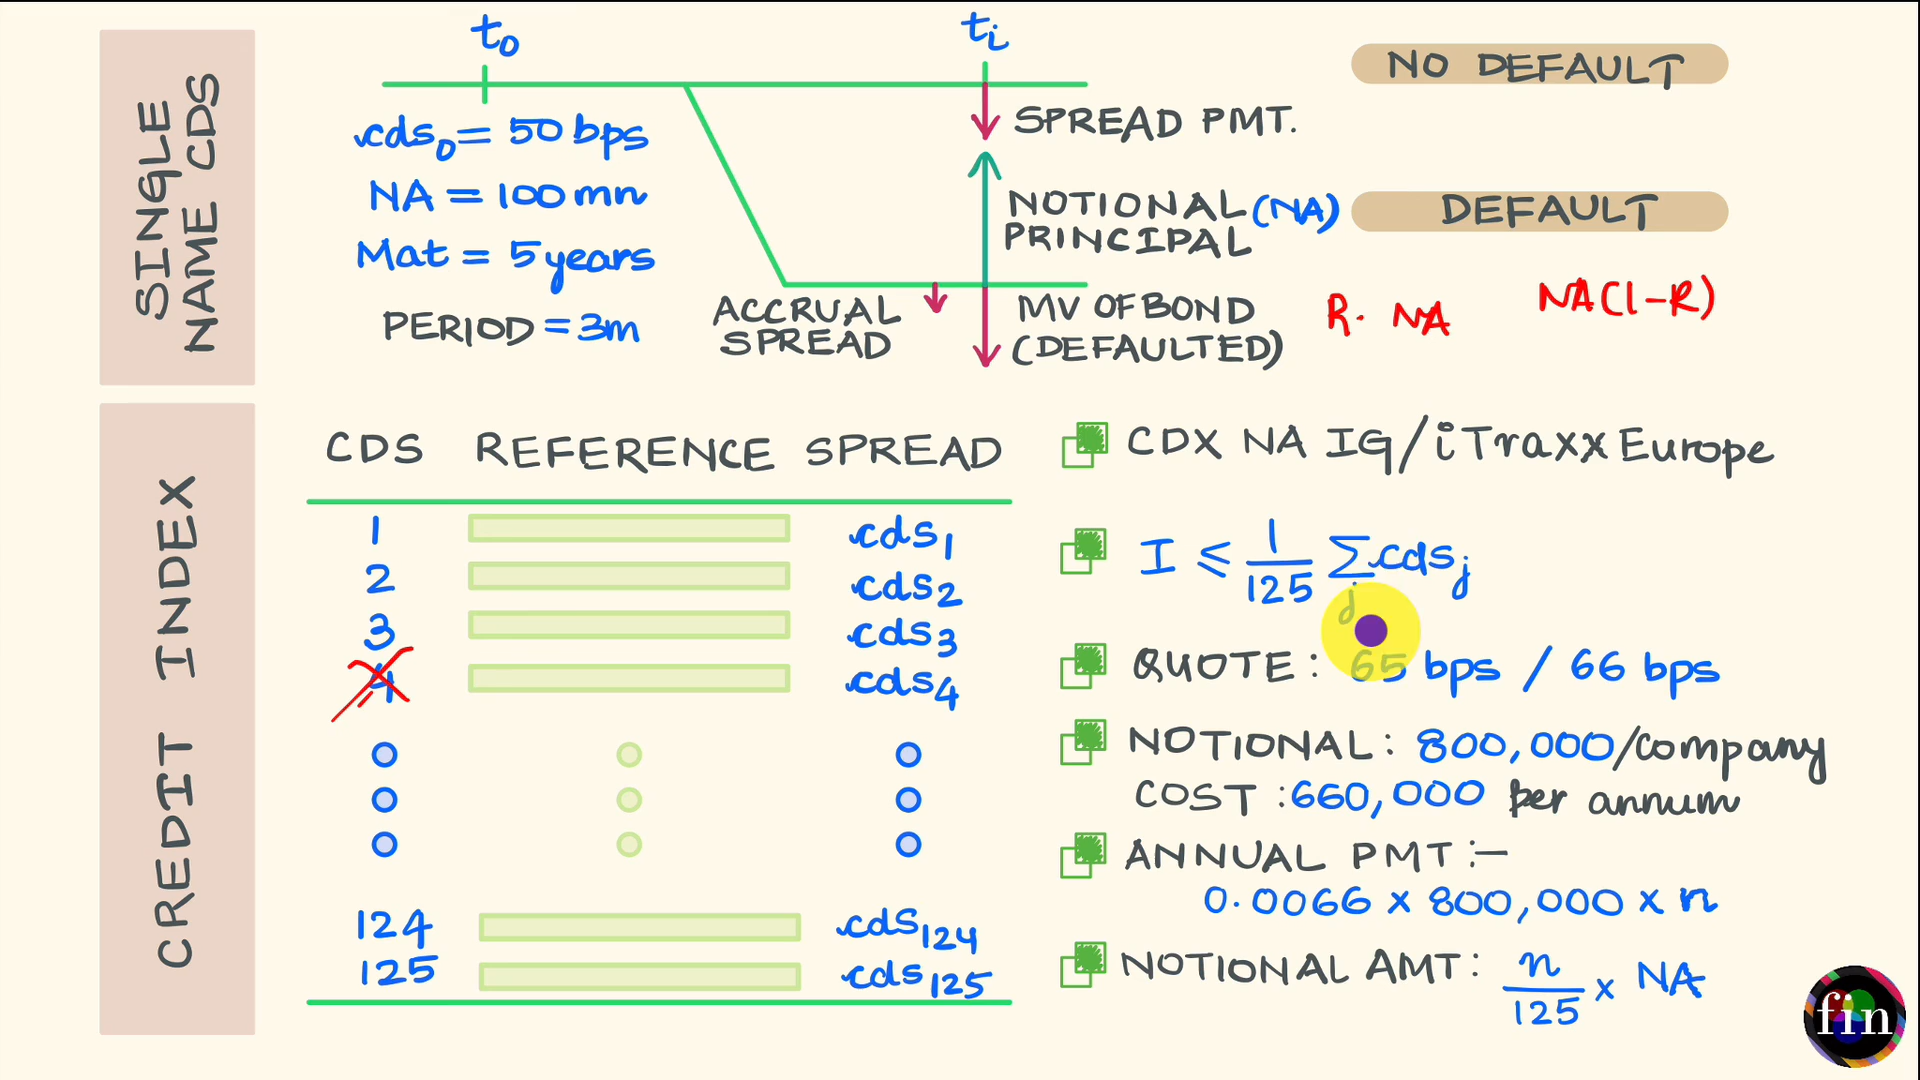 SINGLE NAME CDS
t0
ti
cds0 = 50 bps
NA = 100 mn
Mat = 5 years
PERIOD = 3m
SPREAD PMT.
NOTIONAL (NA)
PRINCIPAL
ACCRUAL
SPREAD
MV OF BOND
(DEFAULTED)
NO DEFAULT
DEFAULT
R. NA
NA(1-R)
CREDIT INDEX
CDS REFERENCE SPREAD
1 cds1
2 cds2
3 cds3
4 cds4
124 cds124
125 cds125
CDX NA IG/iTraxx Europe
I ≤ 1/125 Σj cdsj
QUOTE: 65 bps / 66 bps
NOTIONAL: 800,000/company
COST: 660,000 per annum
ANNUAL PMT :-
0.0066 x 800,000 x n
NOTIONAL AMT: n/125 x NA
fin